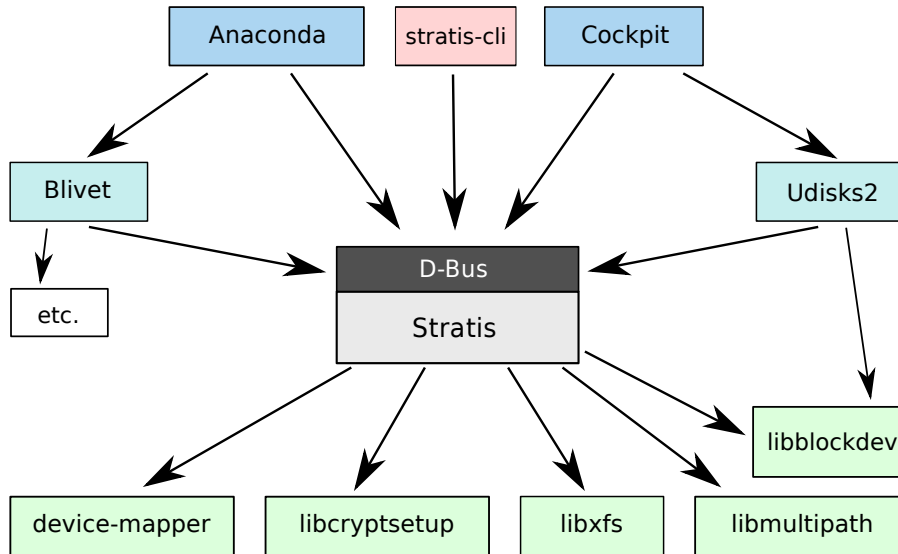 Anaconda
stratis-cli
Cockpit
Blivet
Udisks2
D-Bus
etc.
Stratis
libblockdev
device-mapper
libcryptsetup
libxfs
libmultipath